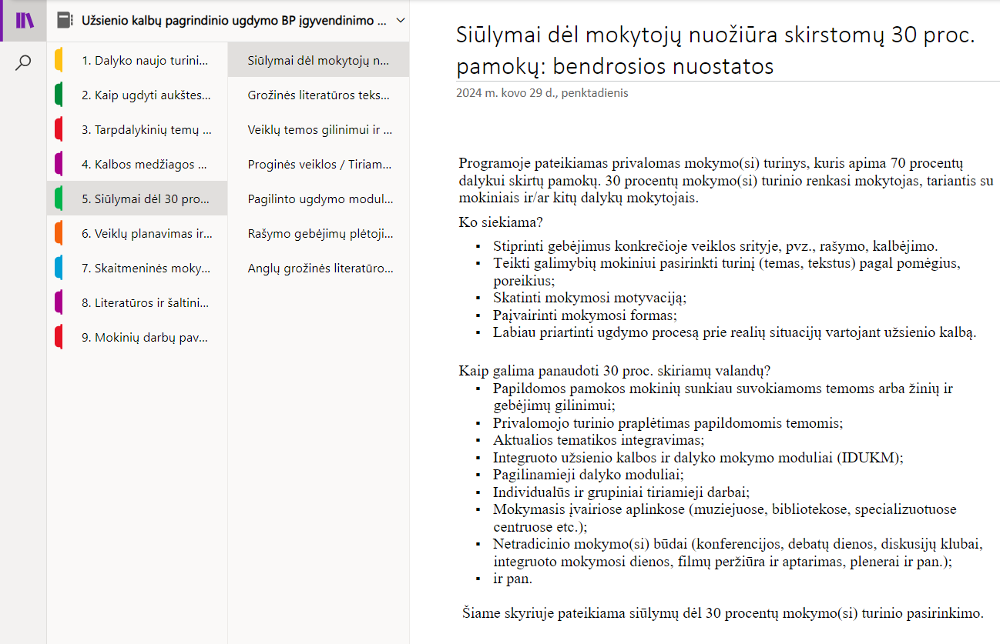 Užsienio kalbų pagrindinio ugdymo BP įgyvendinimo ...
1. Dalyko naujo turini...
2. Kaip ugdyti aukštes...
3. Tarpdalykinių temų ...
4. Kalbos medžiagos ...
5. Siūlymai dėl 30 pro...
6. Veiklų planavimas ir...
7. Skaitmeninės moky...
8. Literatūros ir šaltini...
9. Mokinių darbų pav...
Siūlymai dėl mokytojų n...
Grožinės literatūros teks...
Veiklų temos gilinimui ir ...
Proginės veiklos / Tiriam...
Pagilinto ugdymo modul...
Rašymo gebėjimų plėtoji...
Anglų grožinės literatūro...
Siūlymai dėl mokytojų nuožiūra skirstomų 30 proc.
pamokų: bendrosios nuostatos
2024 m. kovo 29 d., penktadienis
Programoje pateikiamas privalomas mokymo(si) turinys, kuris apima 70 procentų
dalykui skirtų pamokų. 30 procentų mokymo(si) turinio renkasi mokytojas, tariantis su
mokiniais ir/ar kitų dalykų mokytojais.
Ko siekiama?
▪ Stiprinti gebėjimus konkrečioje veiklos srityje, pvz., rašymo, kalbėjimo.
▪ Teikti galimybių mokiniui pasirinkti turinį (temas, tekstus) pagal pomėgius,
poreikius;
▪ Skatinti mokymosi motyvaciją;
▪ Paįvairinti mokymosi formas;
▪ Labiau priartinti ugdymo procesą prie realių situacijų vartojant užsienio kalbą.
Kaip galima panaudoti 30 proc. skiriamų valandų?
▪ Papildomos pamokos mokinių sunkiau suvokiamoms temoms arba žinių ir
gebėjimų gilinimui;
▪ Privalomojo turinio praplėtimas papildomomis temomis;
▪ Aktualios tematikos integravimas;
▪ Integruoto užsienio kalbos ir dalyko mokymo moduliai (IDUKM);
▪ Pagilinamieji dalyko moduliai;
▪ Individualūs ir grupiniai tiriamieji darbai;
▪ Mokymasis įvairiose aplinkose (muziejuose, bibliotekose, specializuotuose
centruose etc.);
▪ Netradicinio mokymo(si) būdai (konferencijos, debatų dienos, diskusijų klubai,
integruoto mokymosi dienos, filmų peržiūra ir aptarimas, plenerai ir pan.);
▪ ir pan.
Šiame skyriuje pateikiama siūlymų dėl 30 procentų mokymo(si) turinio pasirinkimo.